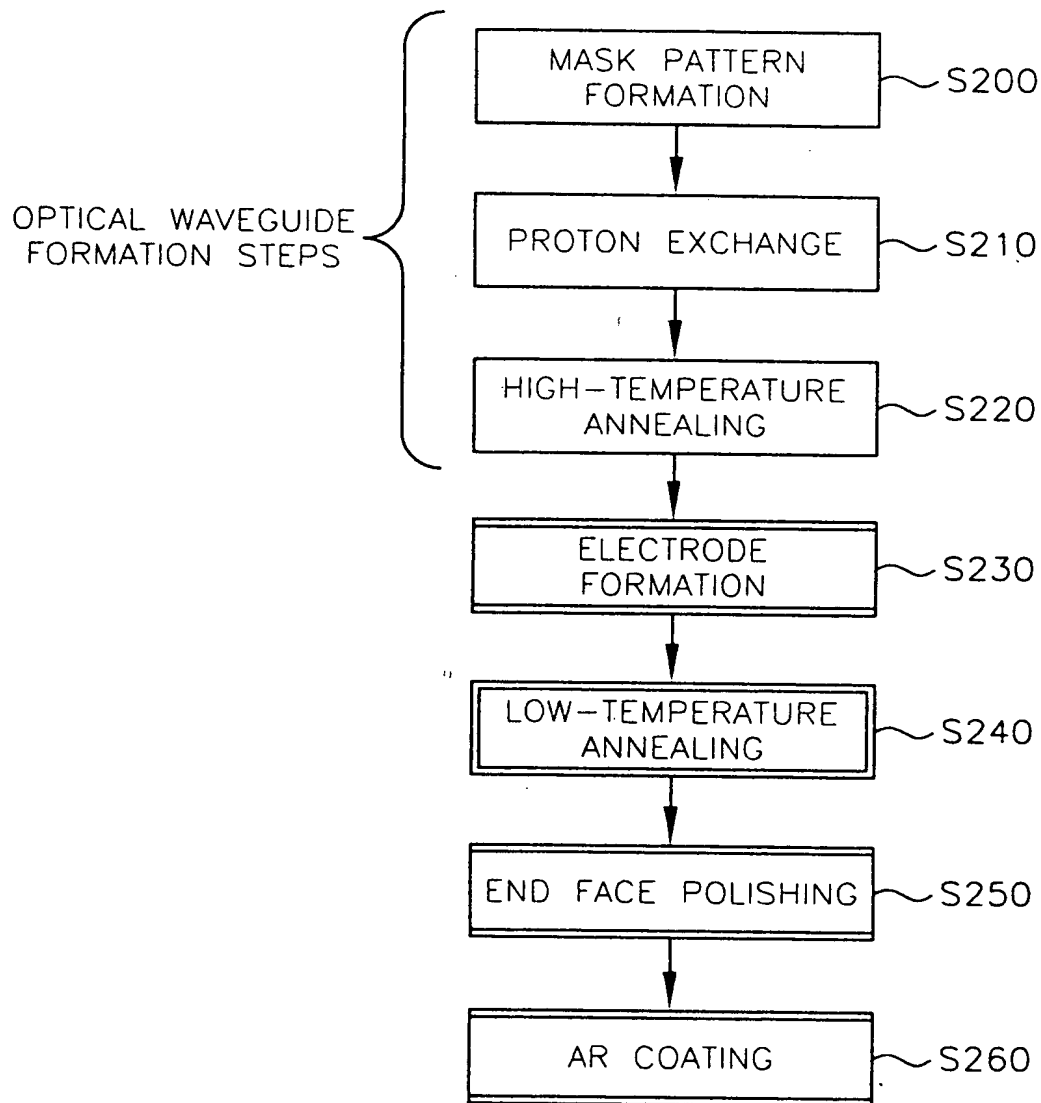 MASK PATTERN
FORMATION
S200
OPTICAL WAVEGUIDE
FORMATION STEPS
PROTON EXCHANGE
S210
HIGH-TEMPERATURE
ANNEALING
S220
ELECTRODE
FORMATION
S230
LOW-TEMPERATURE
ANNEALING
S240
END FACE POLISHING
S250
AR COATING
S260